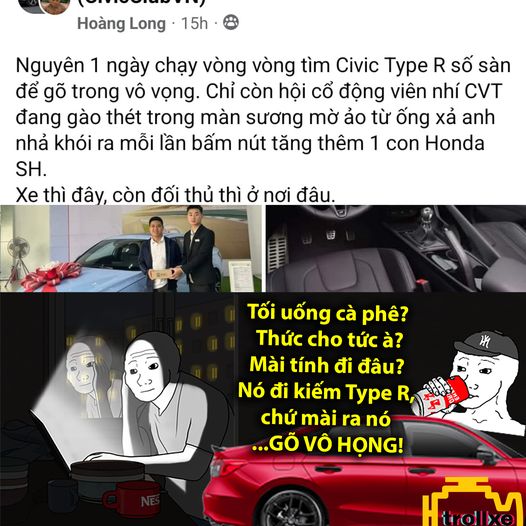 (CivicClubVN)
Hoàng Long · 15h ·
Nguyên 1 ngày chạy vòng vòng tìm Civic Type R số sàn
để gõ trong vô vọng. Chỉ còn hội cổ động viên nhí CVT
đang gào thét trong màn sương mờ ảo từ ống xả anh
nhả khói ra mỗi lần bấm nút tăng thêm 1 con Honda
SH.
Xe thì đây, còn đối thủ thì ở nơi đâu.
Tối uống cà phê?
Thức cho tức à?
Mài tính đi đâu?
Nó đi kiếm Type R,
chứ mài ra nó
...GÕ VÔ HỌNG!
NES
trollxe